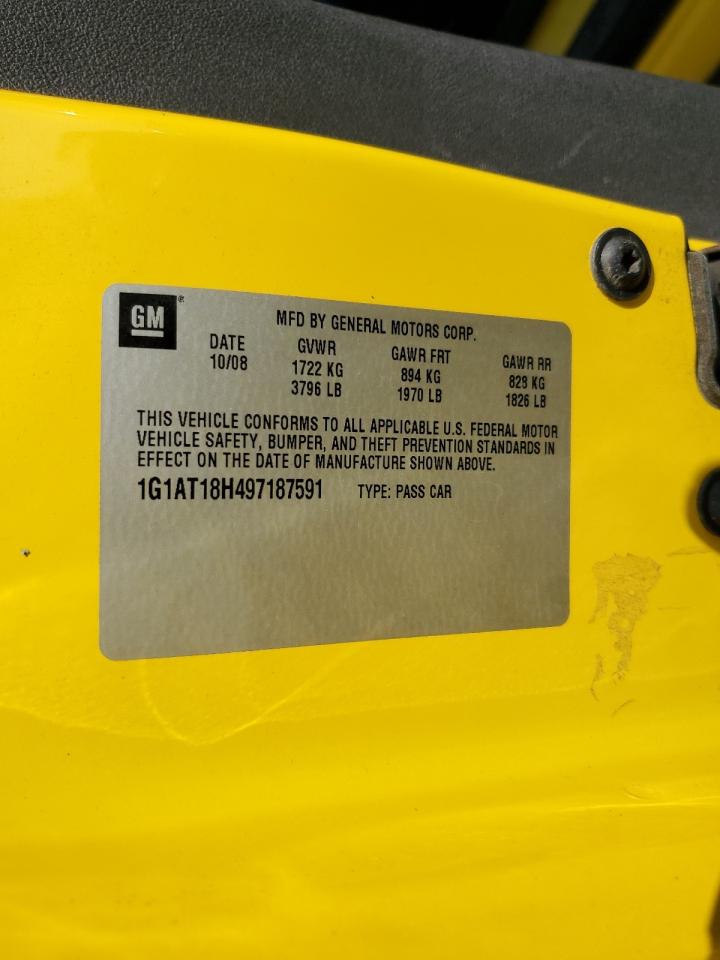 GM®
MFD BY GENERAL MOTORS CORP.
DATE GVWR GAWR FRT GAWR RR
10/08 1722 KG 894 KG 828 KG
3796 LB 1970 LB 1826 LB
THIS VEHICLE CONFORMS TO ALL APPLICABLE U.S. FEDERAL MOTOR
VEHICLE SAFETY, BUMPER, AND THEFT PREVENTION STANDARDS IN
EFFECT ON THE DATE OF MANUFACTURE SHOWN ABOVE.
1G1AT18H497187591 TYPE: PASS CAR